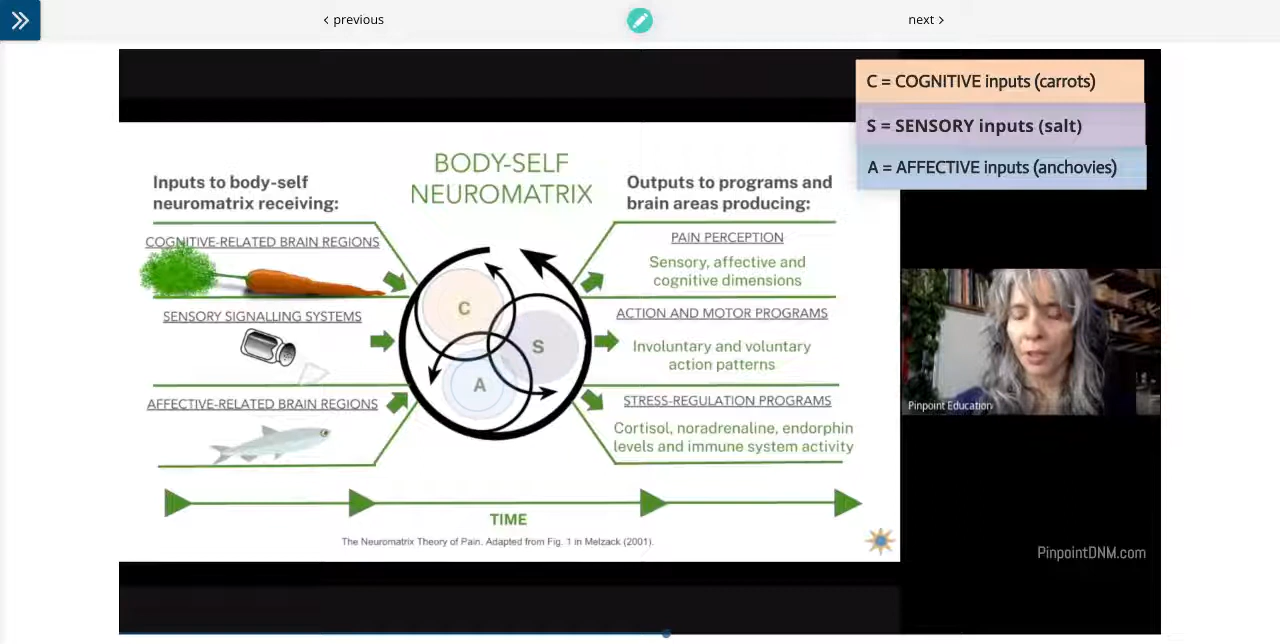 previous
next
C = COGNITIVE inputs (carrots)
S = SENSORY inputs (salt)
A = AFFECTIVE inputs (anchovies)
BODY-SELF
NEUROMATRIX
Inputs to body-self
neuromatrix receiving:
COGNITIVE-RELATED BRAIN REGIONS
SENSORY SIGNALLING SYSTEMS
AFFECTIVE-RELATED BRAIN REGIONS
C
S
A
Outputs to programs and
brain areas producing:
PAIN PERCEPTION
Sensory, affective and
cognitive dimensions
ACTION AND MOTOR PROGRAMS
Involuntary and voluntary
action patterns
STRESS-REGULATION PROGRAMS
Cortisol, noradrenaline, endorphin
levels and immune system activity
TIME
The Neuromatrix Theory of Pain. Adapted from Fig. 1 in Melzack (2001).
Pinpoint Education
PinpointDNM.com